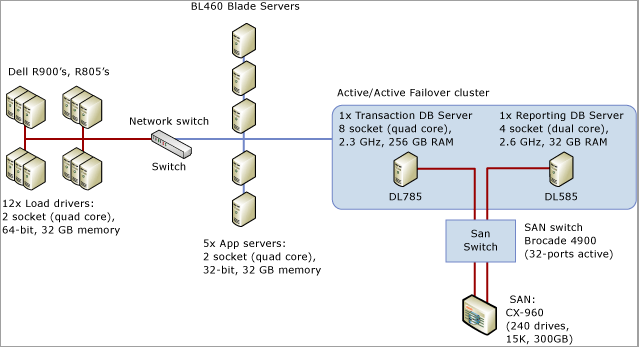 BL460 Blade Servers
Dell R900's, R805's
Network switch
Switch
12x Load drivers:
2 socket (quad core),
64-bit, 32 GB memory
5x App servers:
2 socket (quad core),
32-bit, 32 GB memory
Active/Active Failover cluster
1x Transaction DB Server
8 socket (quad core),
2.3 GHz, 256 GB RAM
DL785
1x Reporting DB Server
4 socket (dual core),
2.6 GHz, 32 GB RAM
DL585
San
Switch
SAN switch
Brocade 4900
(32-ports active)
SAN:
CX-960
(240 drives,
15K, 300GB)